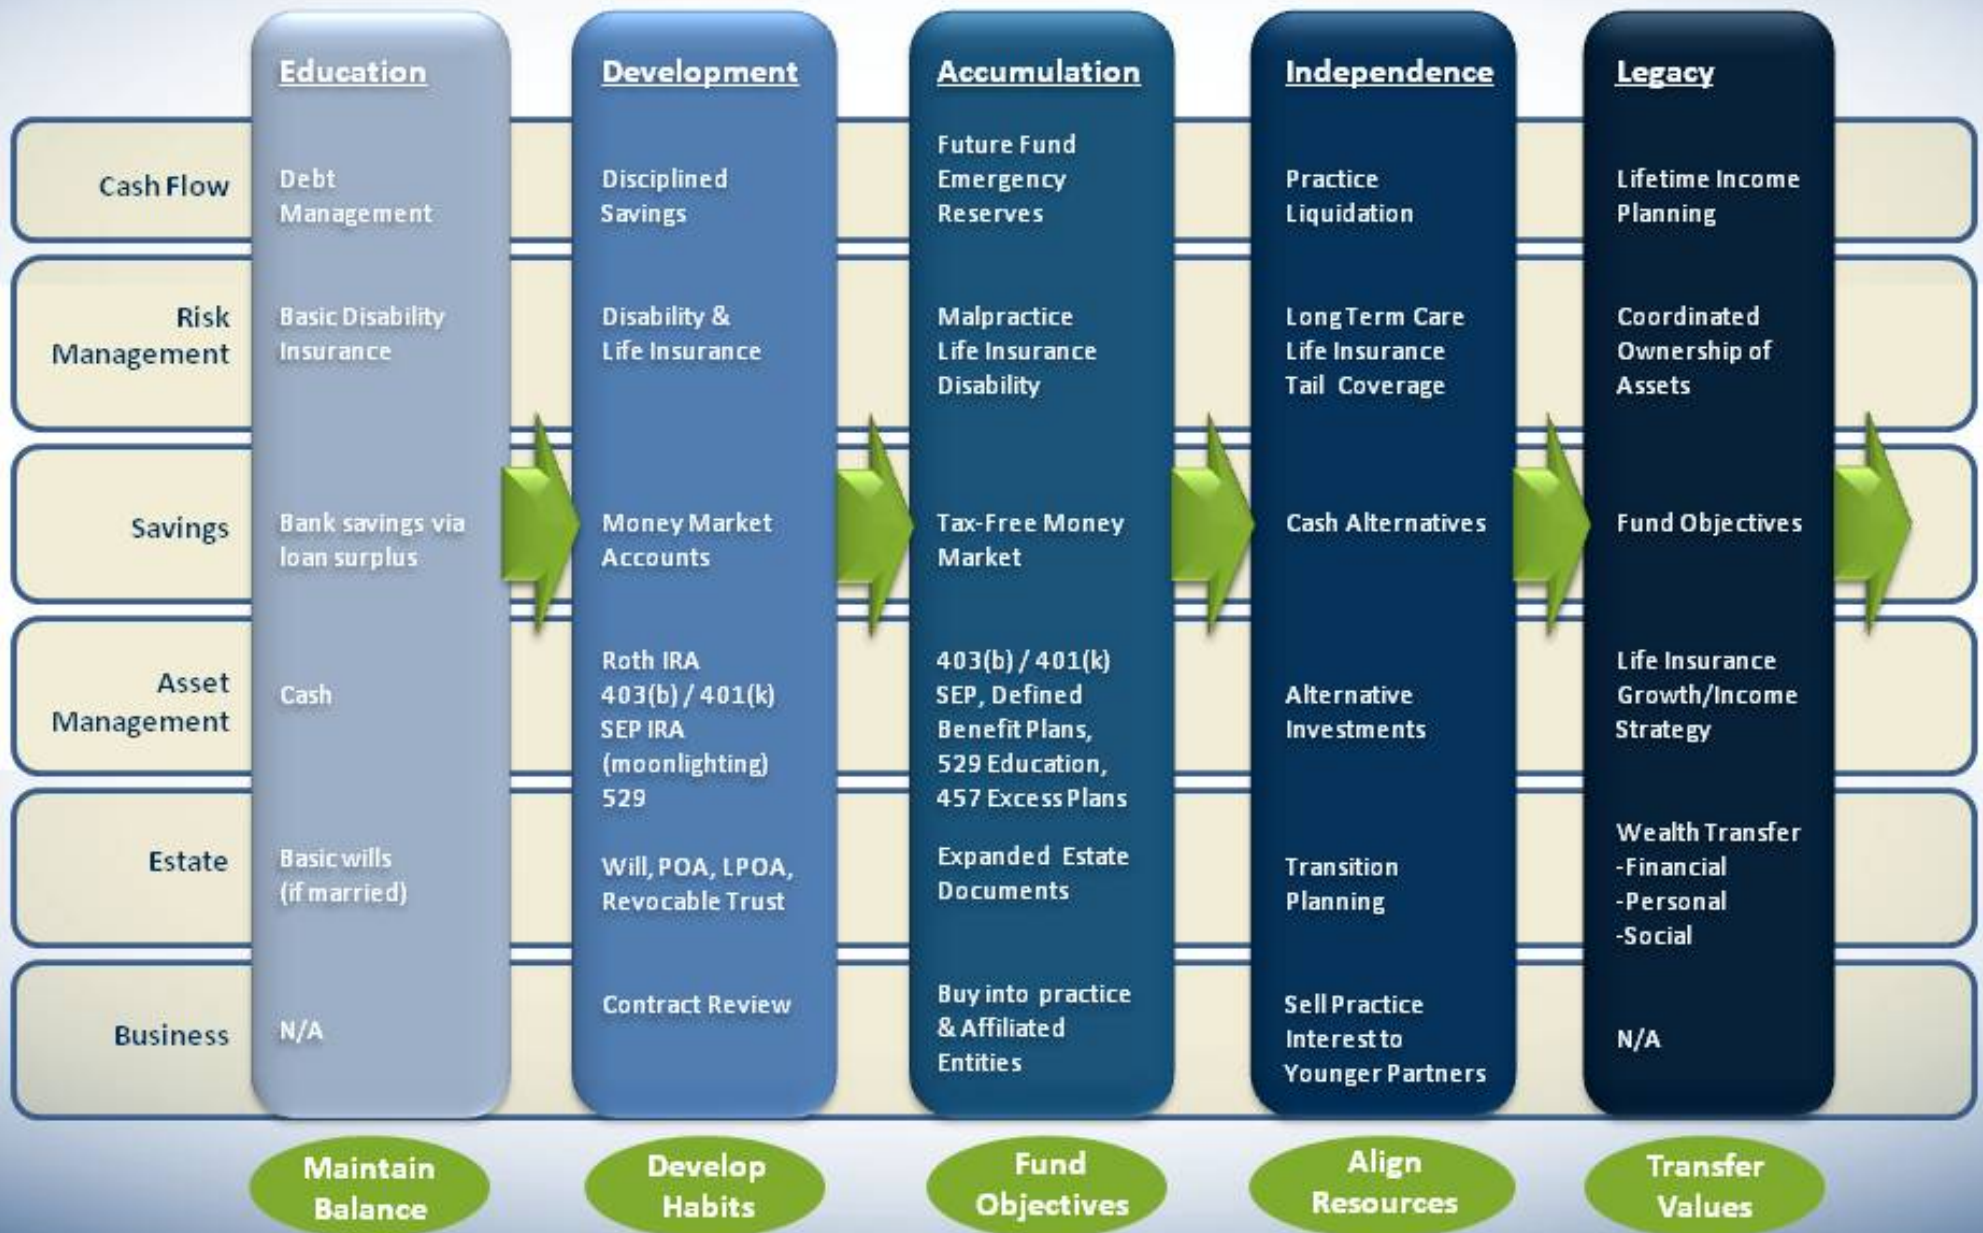 Education
Development
Accumulation
Independence
Legacy
Cash Flow
Debt
Management
Disciplined
Savings
Future Fund
Emergency
Reserves
Practice
Liquidation
Lifetime Income
Planning
Risk
Management
Basic Disability
Insurance
Disability &
Life Insurance
Malpractice
Life Insurance
Disability
Long Term Care
Life Insurance
Tail Coverage
Coordinated
Ownership of
Assets
Savings
Bank savings via
loan surplus
Money Market
Accounts
Tax-Free Money
Market
Cash Alternatives
Fund Objectives
Asset
Management
Cash
Roth IRA
403(b) / 401(k)
SEP IRA
(moonlighting)
529
403(b) / 401(k)
SEP, Defined
Benefit Plans,
529 Education,
457 Excess Plans
Alternative
Investments
Life Insurance
Growth/Income
Strategy
Estate
Basic wills
(if married)
Will, POA, LPOA,
Revocable Trust
Expanded Estate
Documents
Transition
Planning
Wealth Transfer
-Financial
-Personal
-Social
Business
N/A
Contract Review
Buy into practice
& Affiliated
Entities
Sell Practice
Interest to
Younger Partners
N/A
Maintain
Balance
Develop
Habits
Fund
Objectives
Align
Resources
Transfer
Values